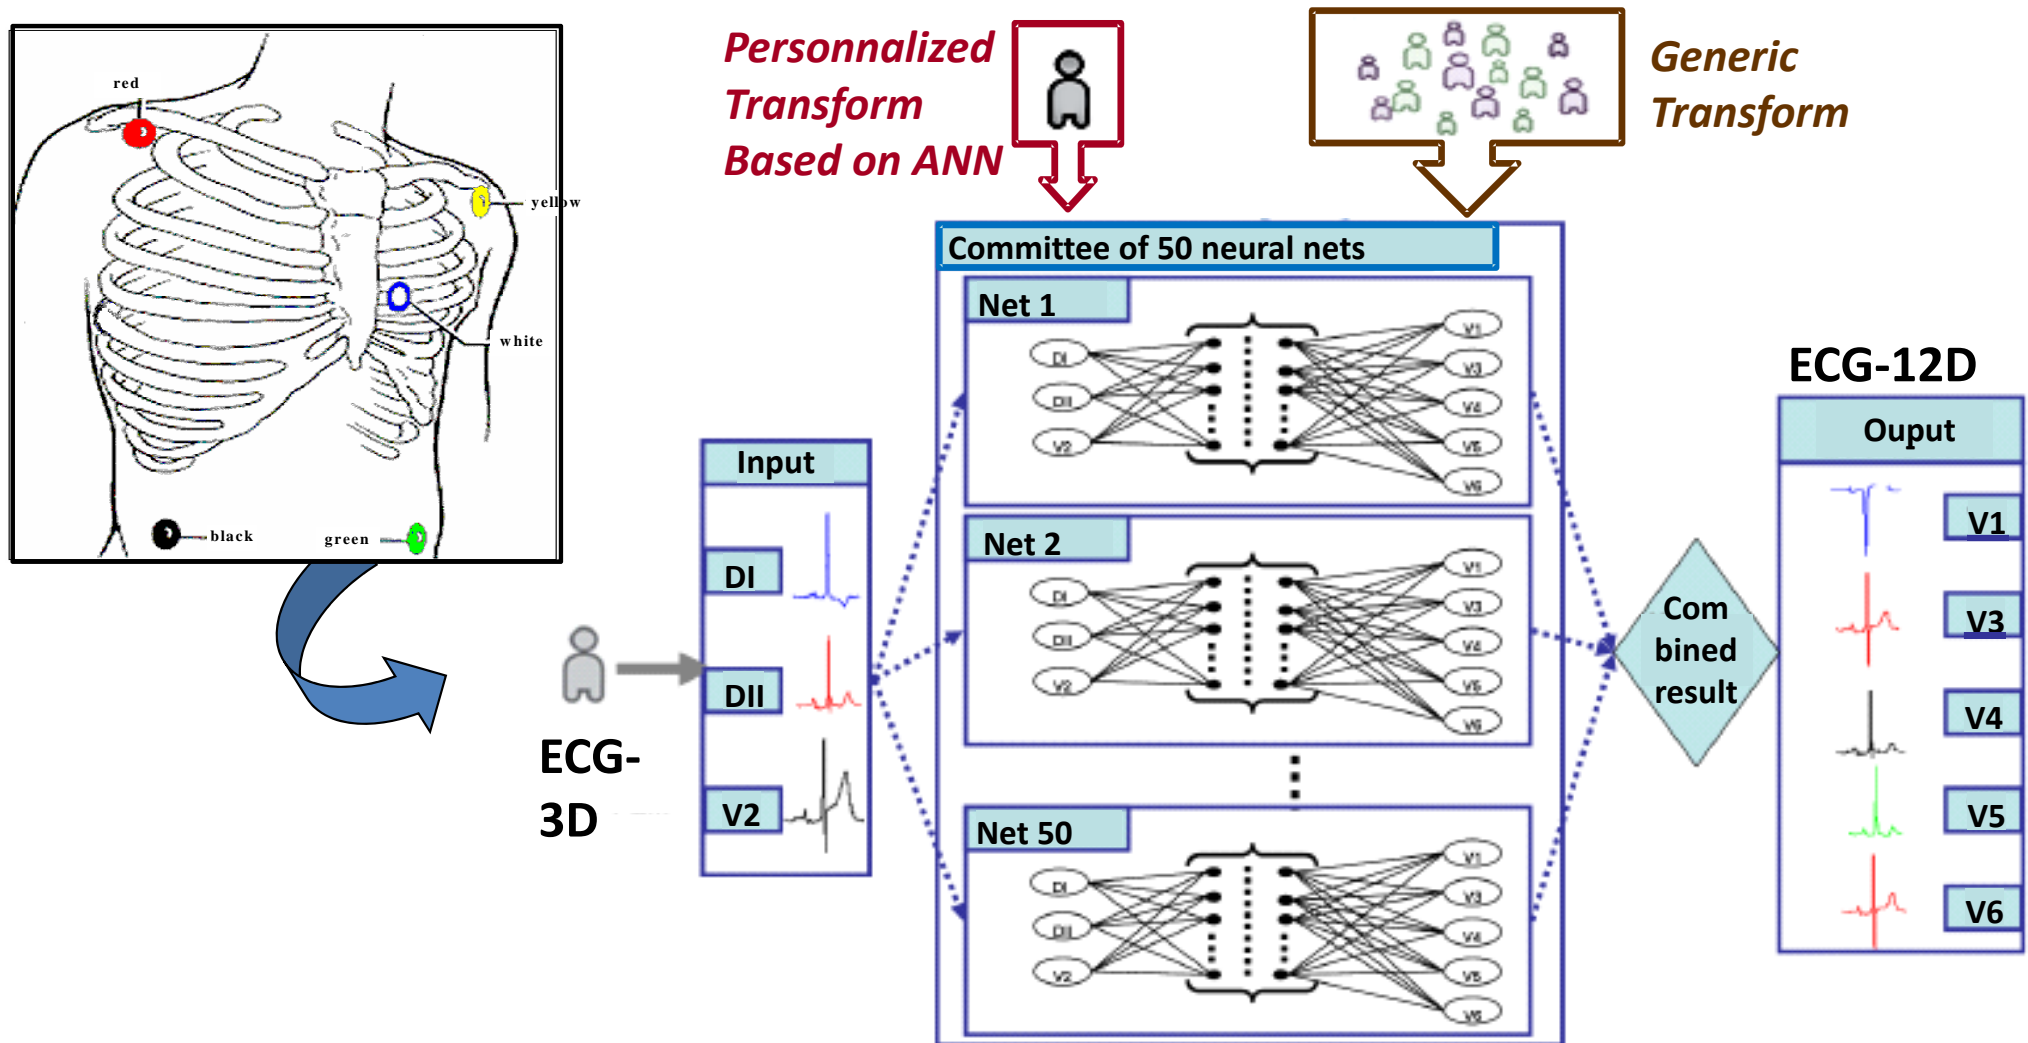 red
yellow
white
black
green
Personnalized
Transform
Based on ANN
Generic
Transform
ECG-
3D
Input
DI
DII
V2
Committee of 50 neural nets
Net 1
DI
DII
V2
V1
V3
V4
V5
V6
Net 2
DI
DII
V2
V1
V3
V4
V5
V6
Net 50
DI
DII
V2
V1
V3
V4
V5
V6
Com
bined
result
ECG-12D
Ouput
V1
V3
V4
V5
V6